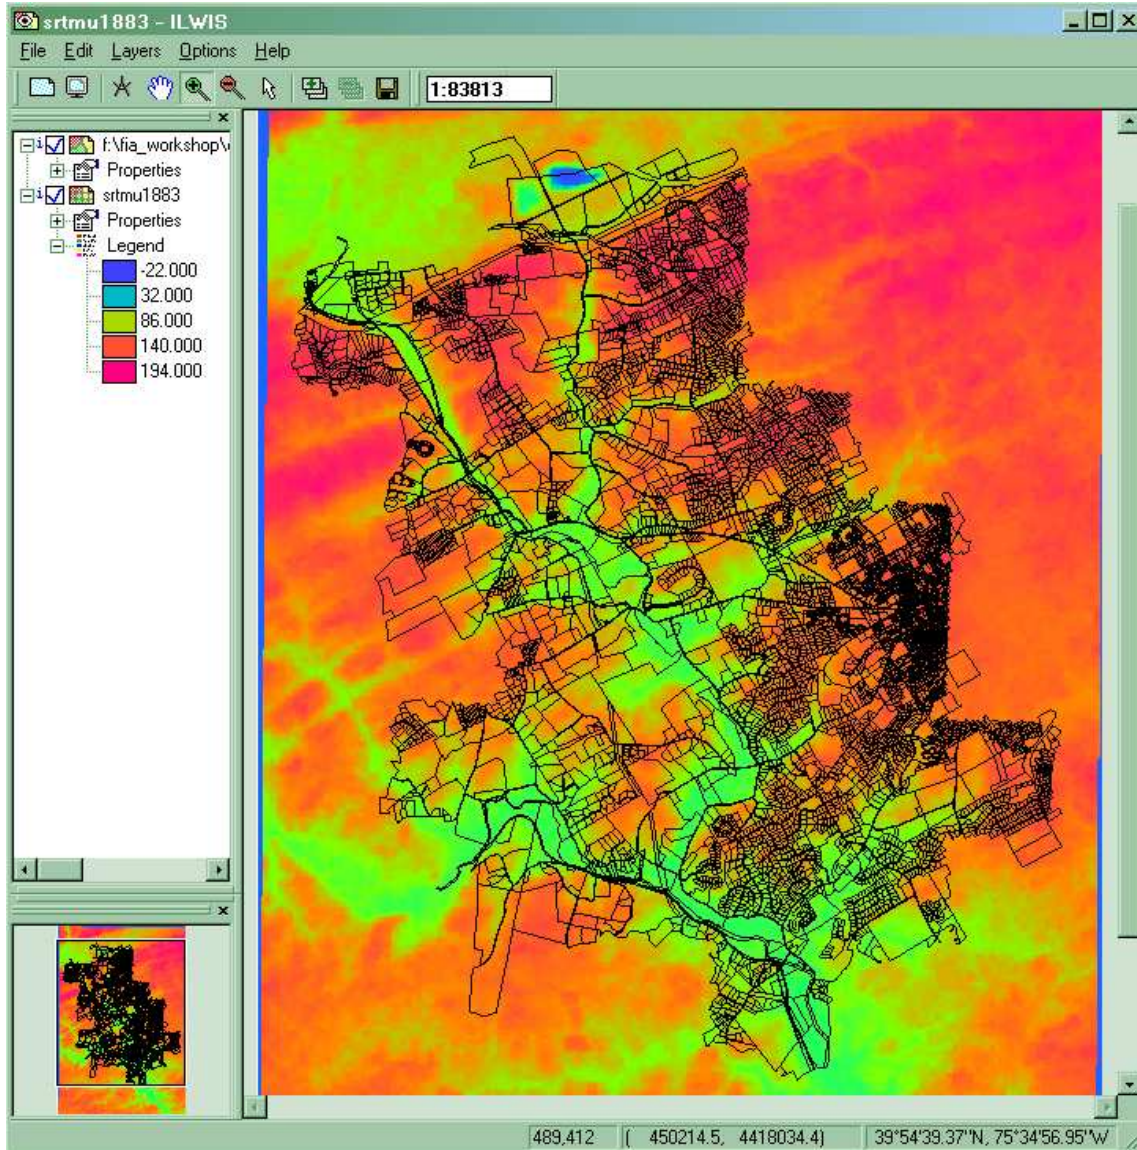 srtmu1883 - ILWIS
File Edit Layers Options Help
1:83813
f:\fia_workshop\
Properties
srtmu1883
Properties
Legend
-22.000
32.000
86.000
140.000
194.000
489,412 ( 450214.5, 4418034.4) 39°54'39.37"N, 75°34'56.95"W